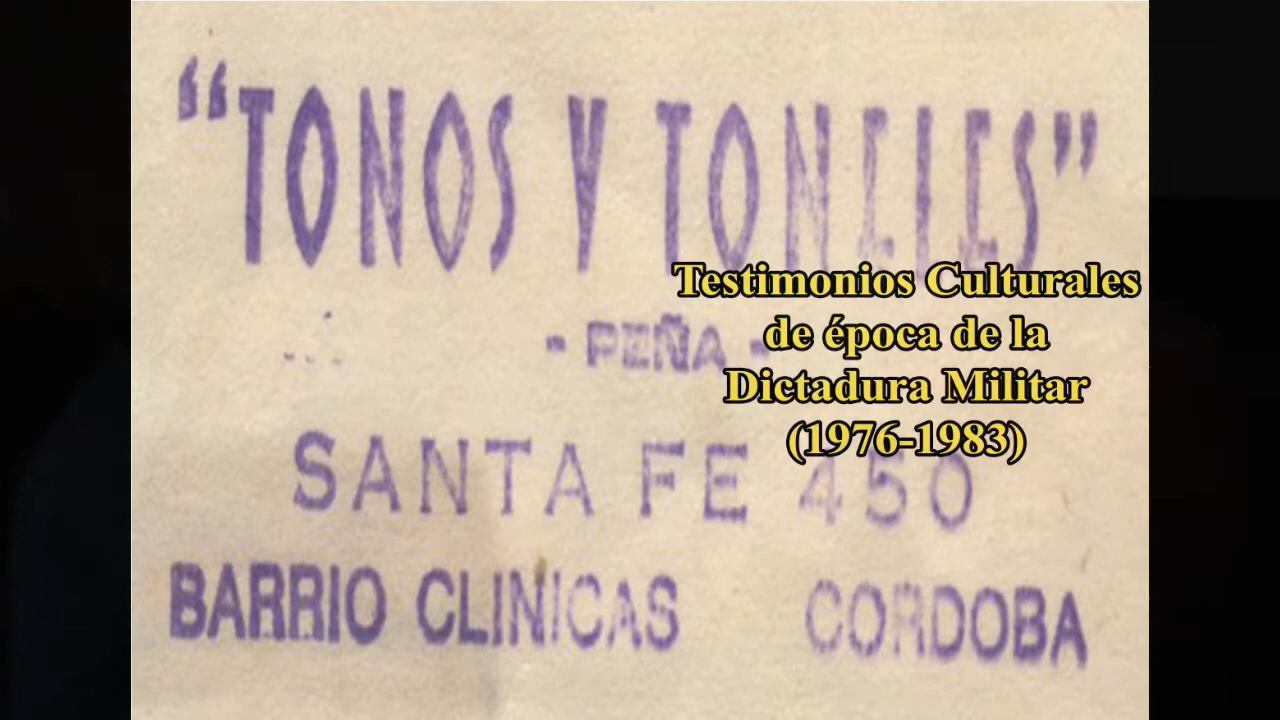 "TONOS Y TONELES"
- PEÑA -
SANTA FE 450
BARRIO CLINICAS CORDOBA
Testimonios Culturales
de época de la
Dictadura Militar
(1976-1983)